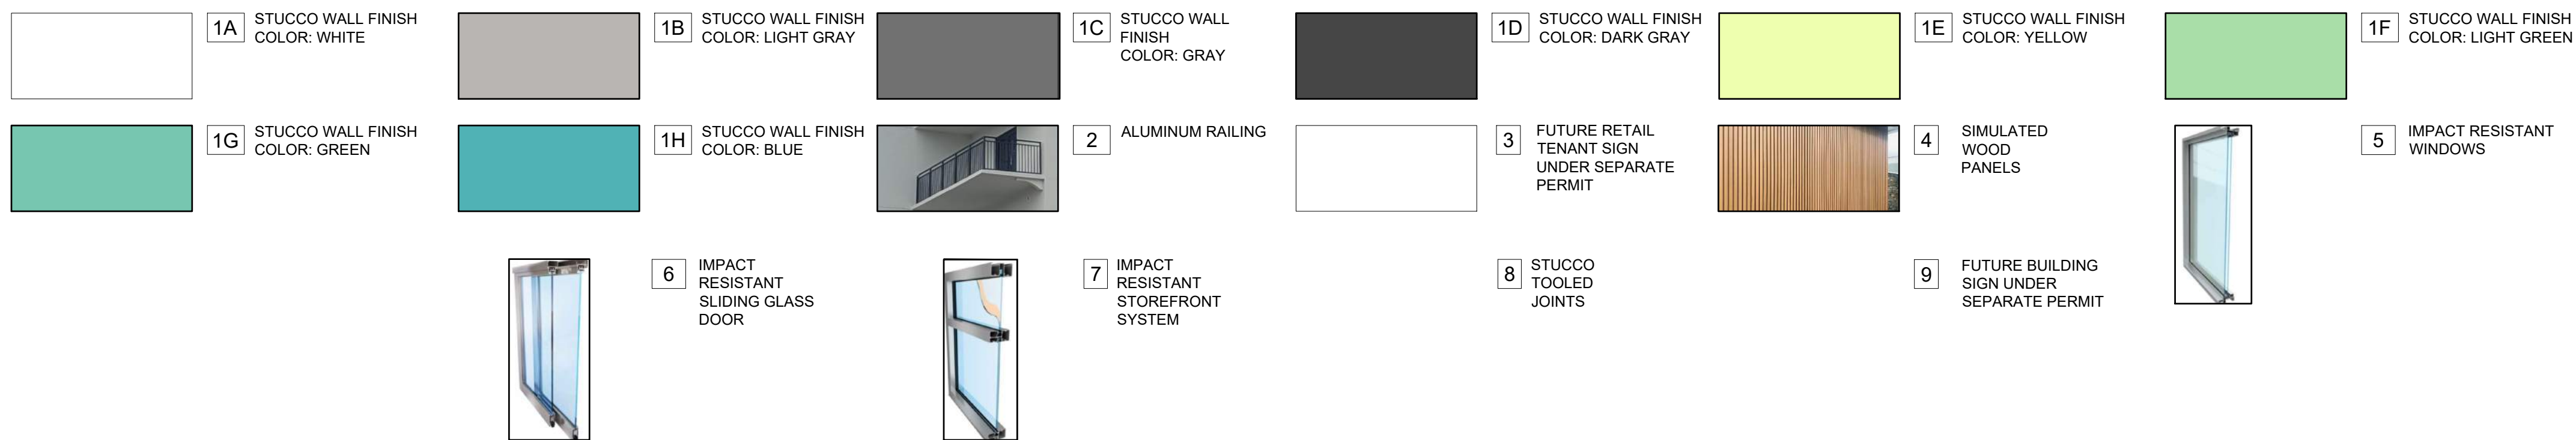 1A
STUCCO WALL FINISH
COLOR: WHITE
1B
STUCCO WALL FINISH
COLOR: LIGHT GRAY
1C
STUCCO WALL
FINISH
COLOR: GRAY
1D
STUCCO WALL FINISH
COLOR: DARK GRAY
1E
STUCCO WALL FINISH
COLOR: YELLOW
1F
STUCCO WALL FINISH
COLOR: LIGHT GREEN
1G
STUCCO WALL FINISH
COLOR: GREEN
1H
STUCCO WALL FINISH
COLOR: BLUE
2
ALUMINUM RAILING
3
FUTURE RETAIL
TENANT SIGN
UNDER SEPARATE
PERMIT
4
SIMULATED
WOOD
PANELS
5
IMPACT RESISTANT
WINDOWS
6
IMPACT
RESISTANT
SLIDING GLASS
DOOR
7
IMPACT
RESISTANT
STOREFRONT
SYSTEM
8
STUCCO
TOOLED
JOINTS
9
FUTURE BUILDING
SIGN UNDER
SEPARATE PERMIT